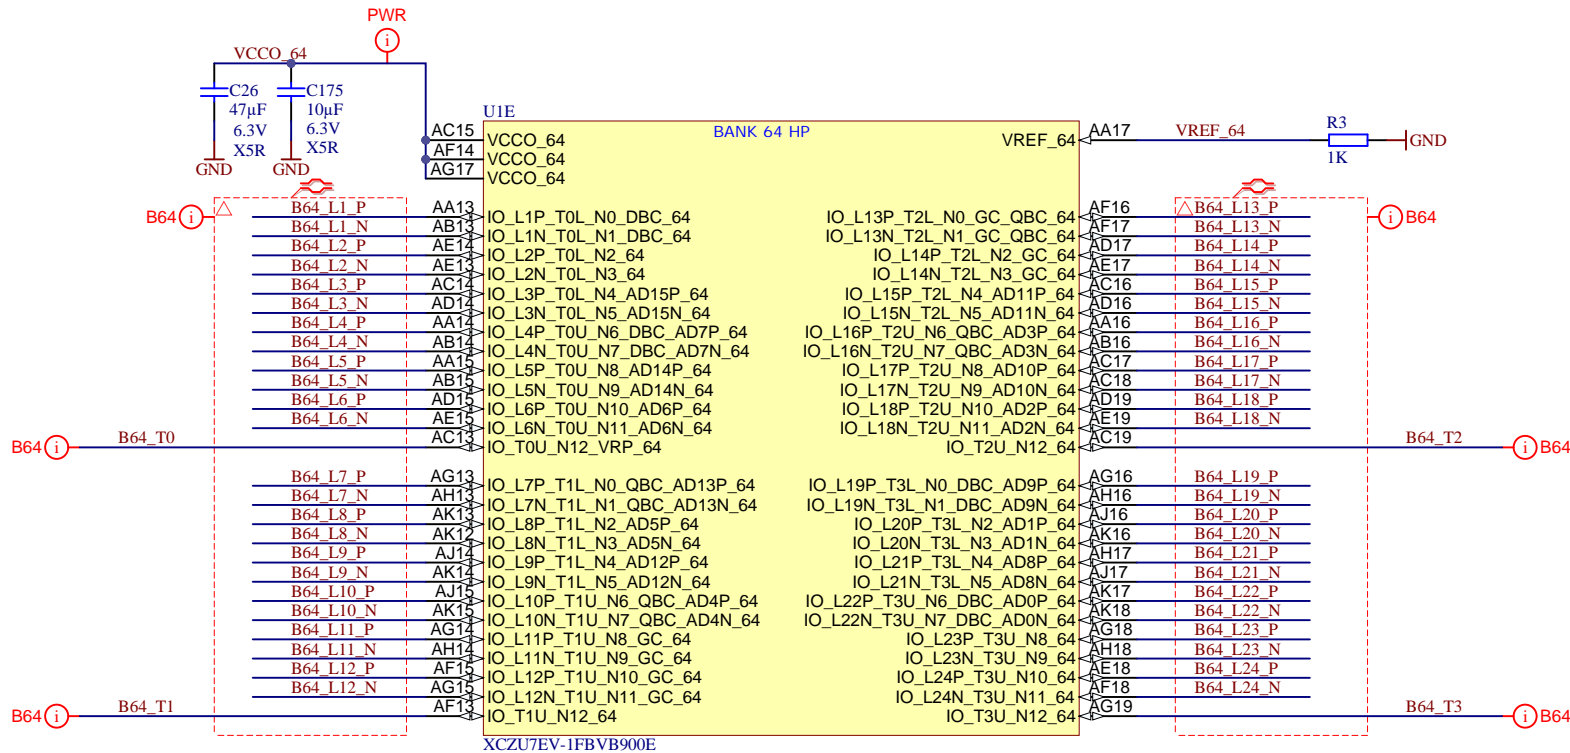 PWR
i
VCCO_64
C26
47µF
6.3V
X5R
GND
C175
10µF
6.3V
X5R
GND
U1E
BANK 64 HP
AC15 VCCO_64
AF14 VCCO_64
AG17 VCCO_64
VREF_64 AA17 VREF_64
R3
1K
GND
B64 i
B64_L1_P AA13 IO_L1P_T0L_N0_DBC_64
B64_L1_N AB13 IO_L1N_T0L_N1_DBC_64
B64_L2_P AE14 IO_L2P_T0L_N2_64
B64_L2_N AE13 IO_L2N_T0L_N3_64
B64_L3_P AC14 IO_L3P_T0L_N4_AD15P_64
B64_L3_N AD14 IO_L3N_T0L_N5_AD15N_64
B64_L4_P AA14 IO_L4P_T0U_N6_DBC_AD7P_64
B64_L4_N AB14 IO_L4N_T0U_N7_DBC_AD7N_64
B64_L5_P AA15 IO_L5P_T0U_N8_AD14P_64
B64_L5_N AB15 IO_L5N_T0U_N9_AD14N_64
B64_L6_P AD15 IO_L6P_T0U_N10_AD6P_64
B64_L6_N AE15 IO_L6N_T0U_N11_AD6N_64
B64 i B64_T0 AC13 IO_T0U_N12_VRP_64
B64_L7_P AG13 IO_L7P_T1L_N0_QBC_AD13P_64
B64_L7_N AH13 IO_L7N_T1L_N1_QBC_AD13N_64
B64_L8_P AK13 IO_L8P_T1L_N2_AD5P_64
B64_L8_N AK12 IO_L8N_T1L_N3_AD5N_64
B64_L9_P AJ14 IO_L9P_T1L_N4_AD12P_64
B64_L9_N AK14 IO_L9N_T1L_N5_AD12N_64
B64_L10_P AJ15 IO_L10P_T1U_N6_QBC_AD4P_64
B64_L10_N AK15 IO_L10N_T1U_N7_QBC_AD4N_64
B64_L11_P AG14 IO_L11P_T1U_N8_GC_64
B64_L11_N AH14 IO_L11N_T1U_N9_GC_64
B64_L12_P AF15 IO_L12P_T1U_N10_GC_64
B64_L12_N AG15 IO_L12N_T1U_N11_GC_64
B64 i B64_T1 AF13 IO_T1U_N12_64
IO_L13P_T2L_N0_GC_QBC_64 AF16 B64_L13_P
i B64
IO_L13N_T2L_N1_GC_QBC_64 AF17 B64_L13_N
IO_L14P_T2L_N2_GC_64 AD17 B64_L14_P
IO_L14N_T2L_N3_GC_64 AE17 B64_L14_N
IO_L15P_T2L_N4_AD11P_64 AC16 B64_L15_P
IO_L15N_T2L_N5_AD11N_64 AD16 B64_L15_N
IO_L16P_T2U_N6_QBC_AD3P_64 AA16 B64_L16_P
IO_L16N_T2U_N7_QBC_AD3N_64 AB16 B64_L16_N
IO_L17P_T2U_N8_AD10P_64 AC17 B64_L17_P
IO_L17N_T2U_N9_AD10N_64 AC18 B64_L17_N
IO_L18P_T2U_N10_AD2P_64 AD19 B64_L18_P
IO_L18N_T2U_N11_AD2N_64 AE19 B64_L18_N
IO_T2U_N12_64 AC19 B64_T2 i B64
IO_L19P_T3L_N0_DBC_AD9P_64 AG16 B64_L19_P
IO_L19N_T3L_N1_DBC_AD9N_64 AH16 B64_L19_N
IO_L20P_T3L_N2_AD1P_64 AJ16 B64_L20_P
IO_L20N_T3L_N3_AD1N_64 AK16 B64_L20_N
IO_L21P_T3L_N4_AD8P_64 AH17 B64_L21_P
IO_L21N_T3L_N5_AD8N_64 AJ17 B64_L21_N
IO_L22P_T3U_N6_DBC_AD0P_64 AK17 B64_L22_P
IO_L22N_T3U_N7_DBC_AD0N_64 AK18 B64_L22_N
IO_L23P_T3U_N8_64 AG18 B64_L23_P
IO_L23N_T3U_N9_64 AH18 B64_L23_N
IO_L24P_T3U_N10_64 AE18 B64_L24_P
IO_L24N_T3U_N11_64 AF18 B64_L24_N
IO_T3U_N12_64 AG19 B64_T3 i B64
XCZU7EV-1FBVB900E